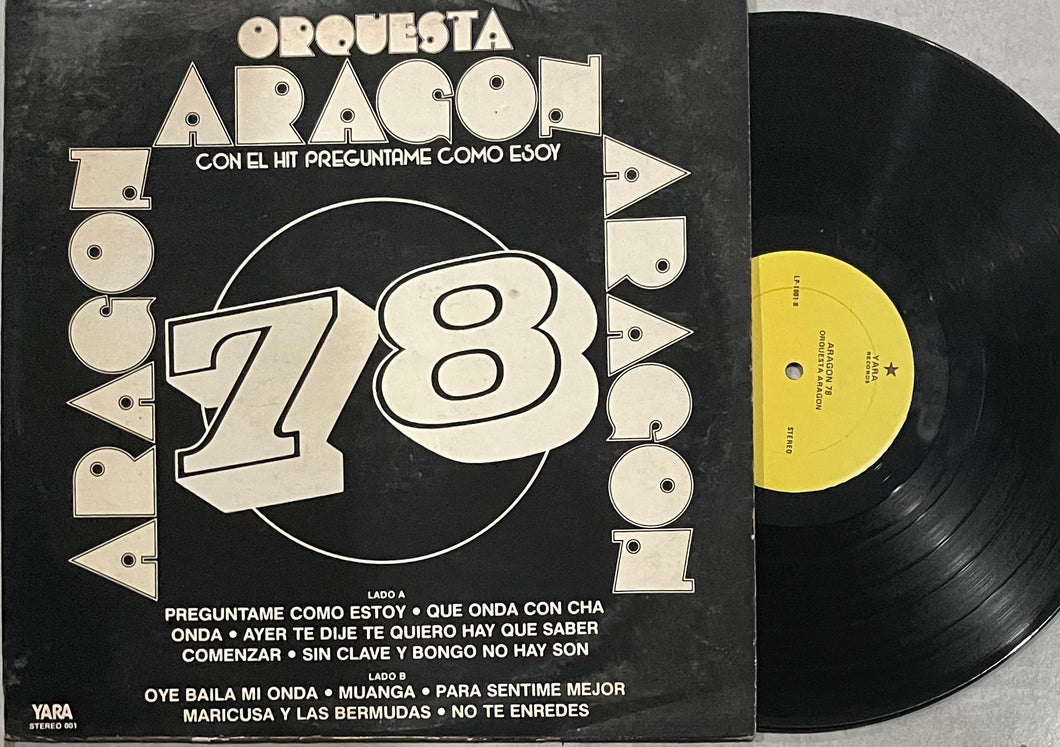 ORQUESTA
ARAGON
CON EL HIT PREGUNTAME COMO ESOY
ARAGON
ARAGON
78
LADO A
PREGUNTAME COMO ESTOY • QUE ONDA CON CHA
ONDA • AYER TE DIJE TE QUIERO HAY QUE SABER
COMENZAR • SIN CLAVE Y BONGO NO HAY SON
LADO B
OYE BAILA MI ONDA • MUANGA • PARA SENTIME MEJOR
MARICUSA Y LAS BERMUDAS • NO TE ENREDES
YARA
STEREO 001
YARA
RECORDS
ARAGON 78
ORQUESTA ARAGON
STEREO